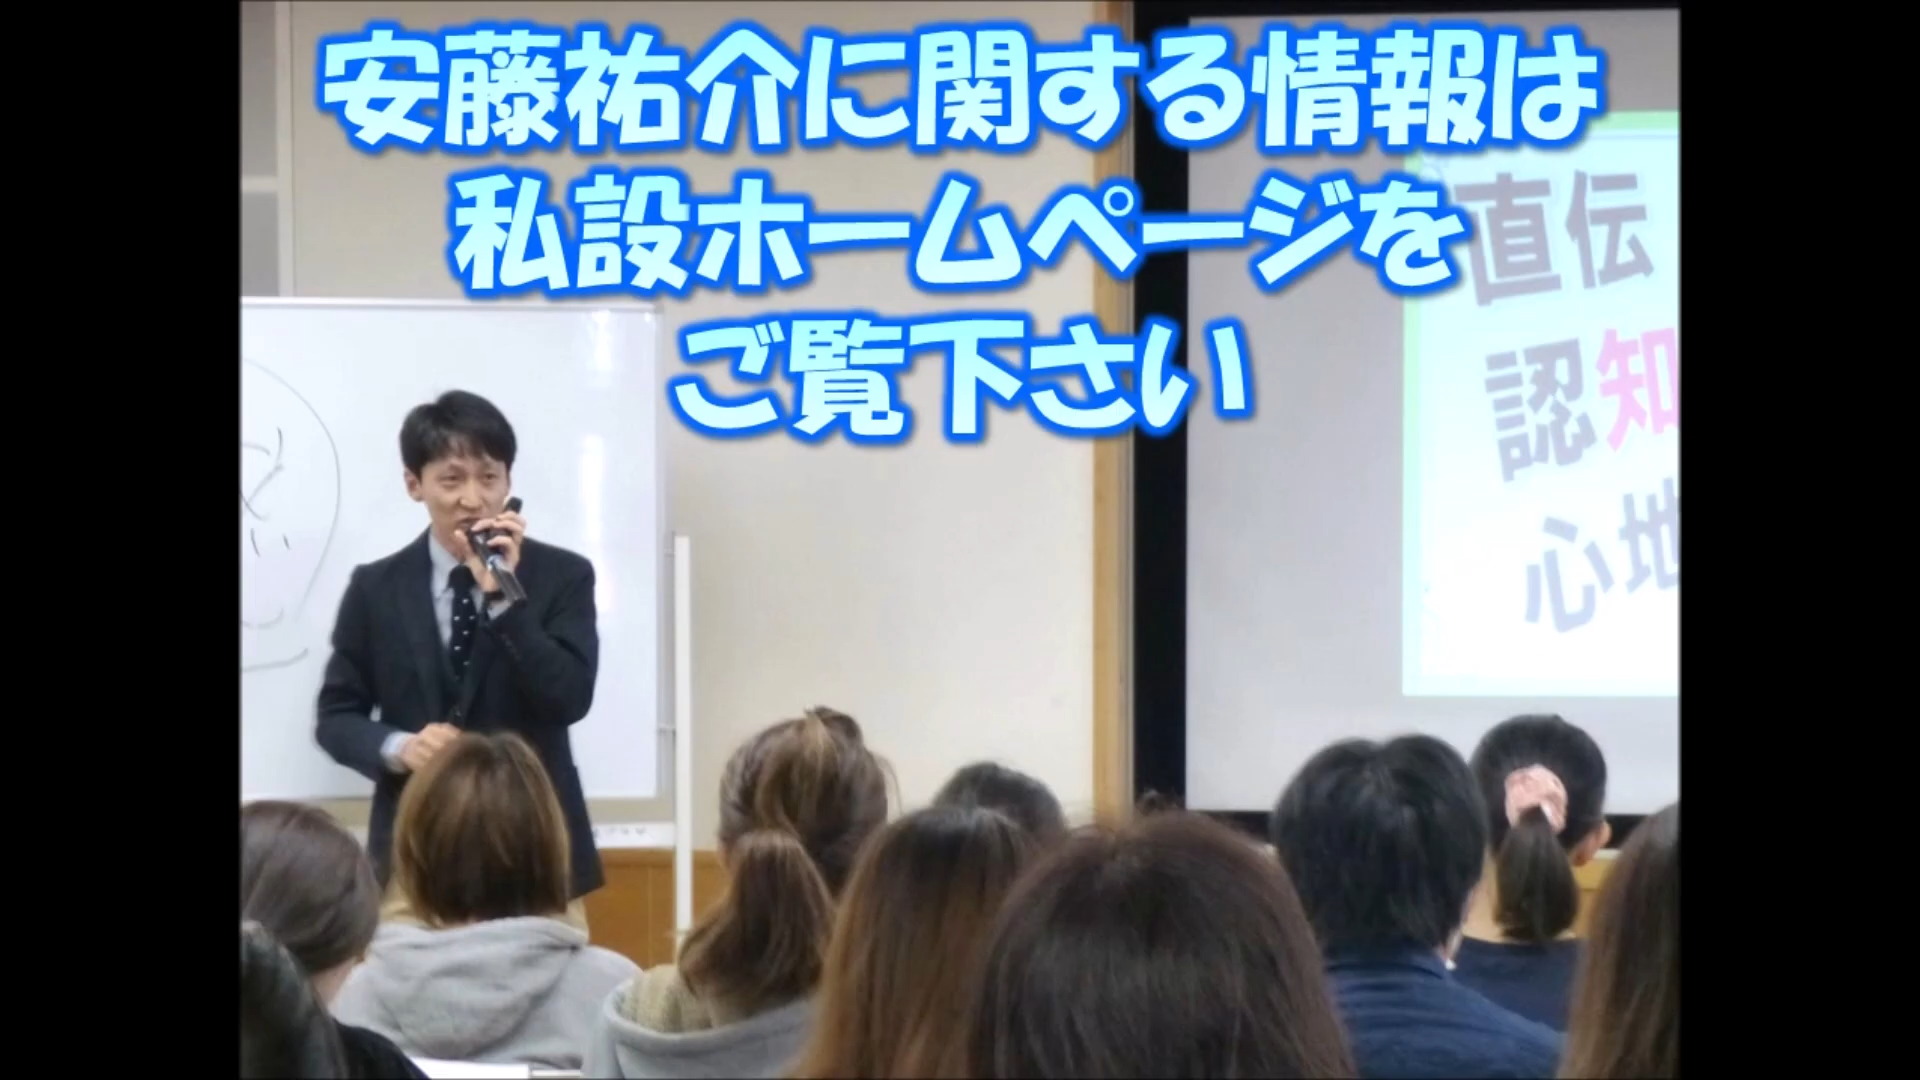 安藤祐介に関する情報は
私設ホームページを
ご覧下さい
直伝
認知
心地